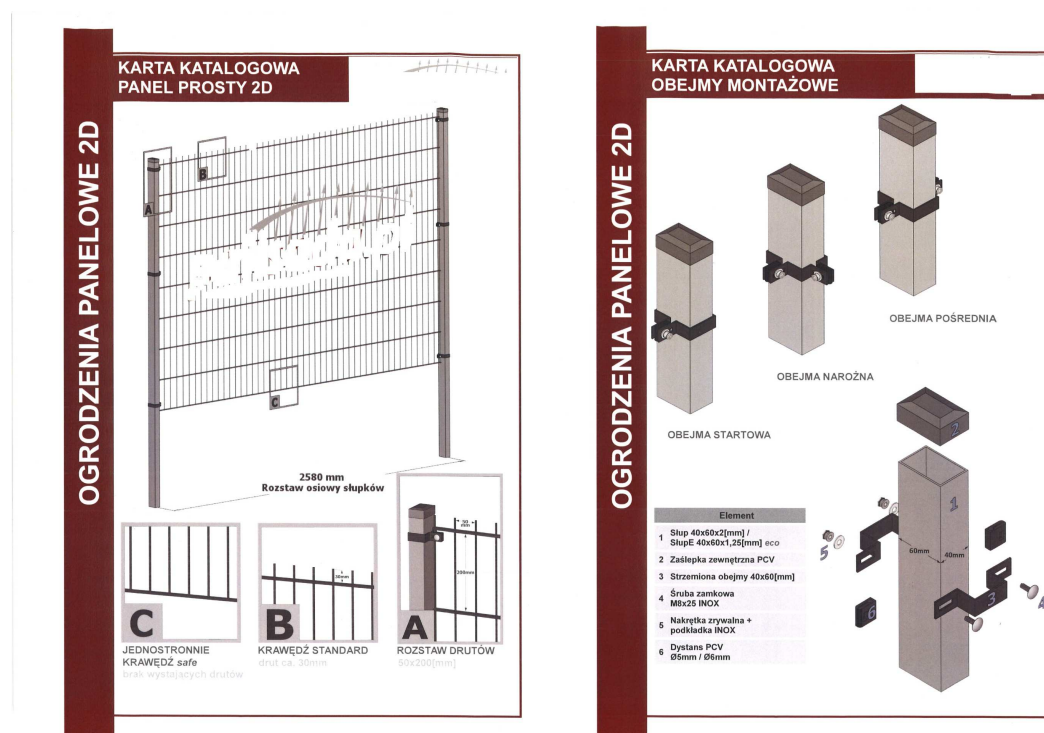 OGRODZENIA PANELOWE 2D
KARTA KATALOGOWA
PANEL PROSTY 2D
A
B
C
2580 mm
Rozstaw osiowy słupków
C
JEDNOSTRONNIE
KRAWĘDŹ safe
brak wystających drutów
30mm
B
KRAWĘDŹ STANDARD
drut ca. 30mm
50
mm
200mm
A
ROZSTAW DRUTÓW
50x200[mm]
OGRODZENIA PANELOWE 2D
KARTA KATALOGOWA
OBEJMY MONTAŻOWE
OBEJMA POŚREDNIA
OBEJMA NAROŻNA
OBEJMA STARTOWA
Element
1 Słup 40x60x2[mm] /
SłupE 40x60x1,25[mm] eco
2 Zaślepka zewnętrzna PCV
3 Strzemiona obejmy 40x60[mm]
4 Śruba zamkowa
M8x25 INOX
5 Nakrętka zrywalna +
podkładka INOX
6 Dystans PCV
Ø5mm / Ø6mm
2
1
5
60mm
40mm
3
4
6